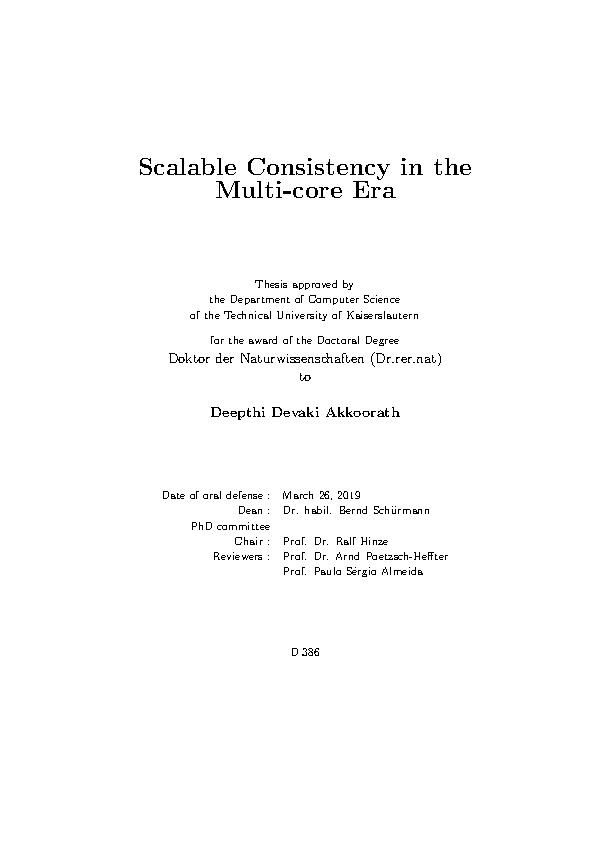 Scalable Consistency in the
Multi-core Era
Thesis approved by
the Department of Computer Science
of the Technical University of Kaiserslautern
for the award of the Doctoral Degree
Doktor der Naturwissenschaften (Dr.rer.nat)
to
Deepthi Devaki Akkoorath
Date of oral defense : March 26, 2019
Dean : Dr. habil. Bernd Schürmann
PhD committee
Chair : Prof. Dr. Ralf Hinze
Reviewers : Prof. Dr. Arnd Poetzsch-Heffter
Prof. Paulo Sérgio Almeida
D 386